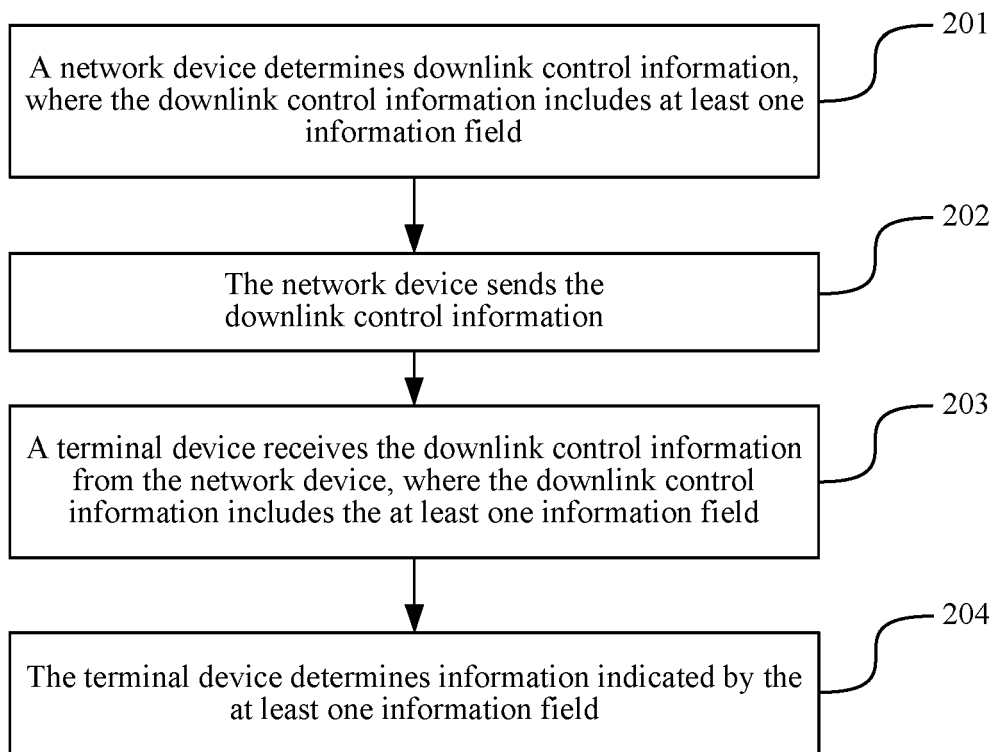 201
A network device determines downlink control information,
where the downlink control information includes at least one
information field
202
The network device sends the
downlink control information
203
A terminal device receives the downlink control information
from the network device, where the downlink control
information includes the at least one information field
204
The terminal device determines information indicated by the
at least one information field